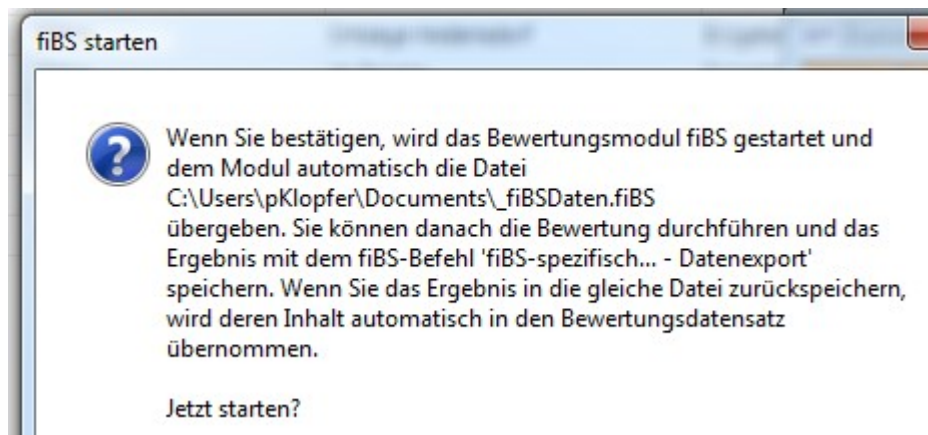 fiBS starten
Wenn Sie bestätigen, wird das Bewertungsmodul fiBS gestartet und
dem Modul automatisch die Datei
C:\Users\pKlopfer\Documents\_fiBSDaten.fiBS
übergeben. Sie können danach die Bewertung durchführen und das
Ergebnis mit dem fiBS-Befehl 'fiBS-spezifisch... - Datenexport'
speichern. Wenn Sie das Ergebnis in die gleiche Datei zurückspeichern,
wird deren Inhalt automatisch in den Bewertungsdatensatz
übernommen.
Jetzt starten?